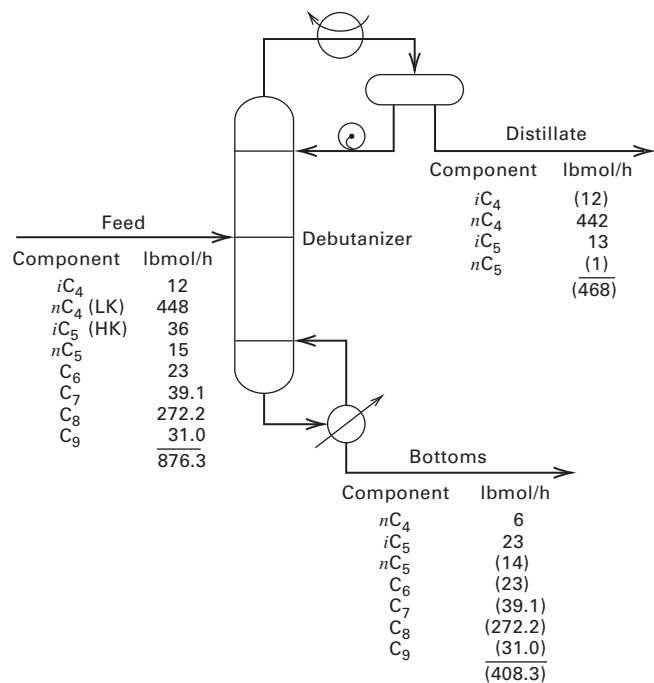 Distillate
Component lbmol/h
iC4 (12)
nC4 442
iC5 13
nC5 (1)
(468)
Feed
Debutanizer
Component lbmol/h
iC4 12
nC4 (LK) 448
iC5 (HK) 36
nC5 15
C6 23
C7 39.1
C8 272.2
C9 31.0
876.3
Bottoms
Component lbmol/h
nC4 6
iC5 23
nC5 (14)
C6 (23)
C7 (39.1)
C8 (272.2)
C9 (31.0)
(408.3)